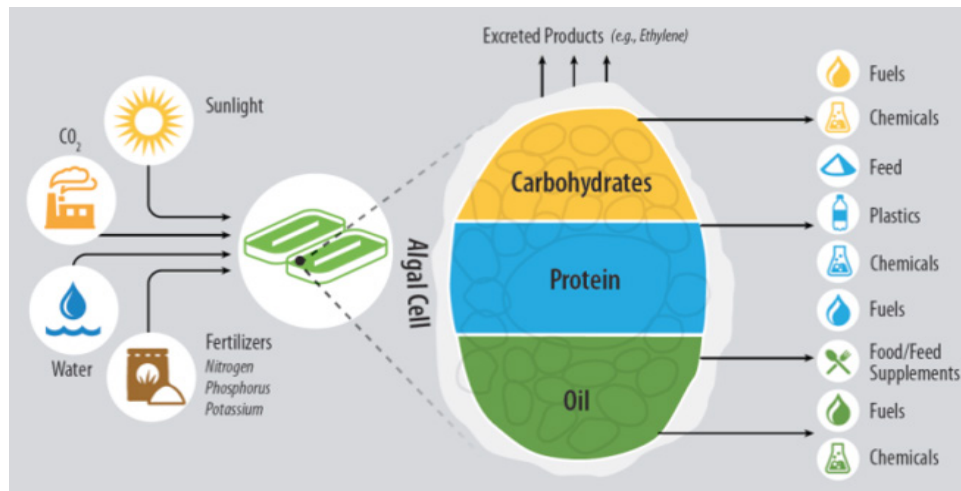 Excreted Products (e.g., Ethylene)
Sunlight
CO₂
Water
Fertilizers
Nitrogen
Phosphorus
Potassium
Algal Cell
Carbohydrates
Protein
Oil
Fuels
Chemicals
Feed
Plastics
Chemicals
Fuels
Food/Feed
Supplements
Fuels
Chemicals